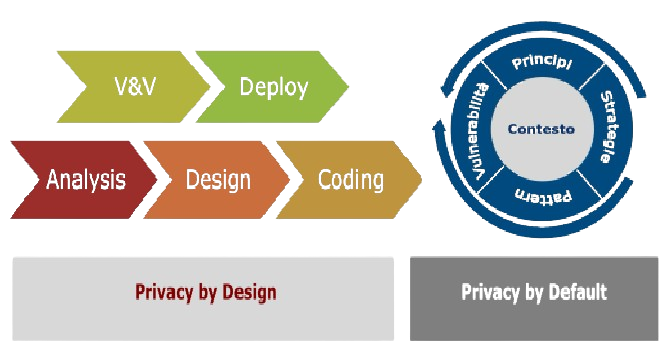 V&V
Deploy
Analysis
Design
Coding
Principi
Strategie
Pattern
Vulnerabilità
Contesto
Privacy by Design
Privacy by Default